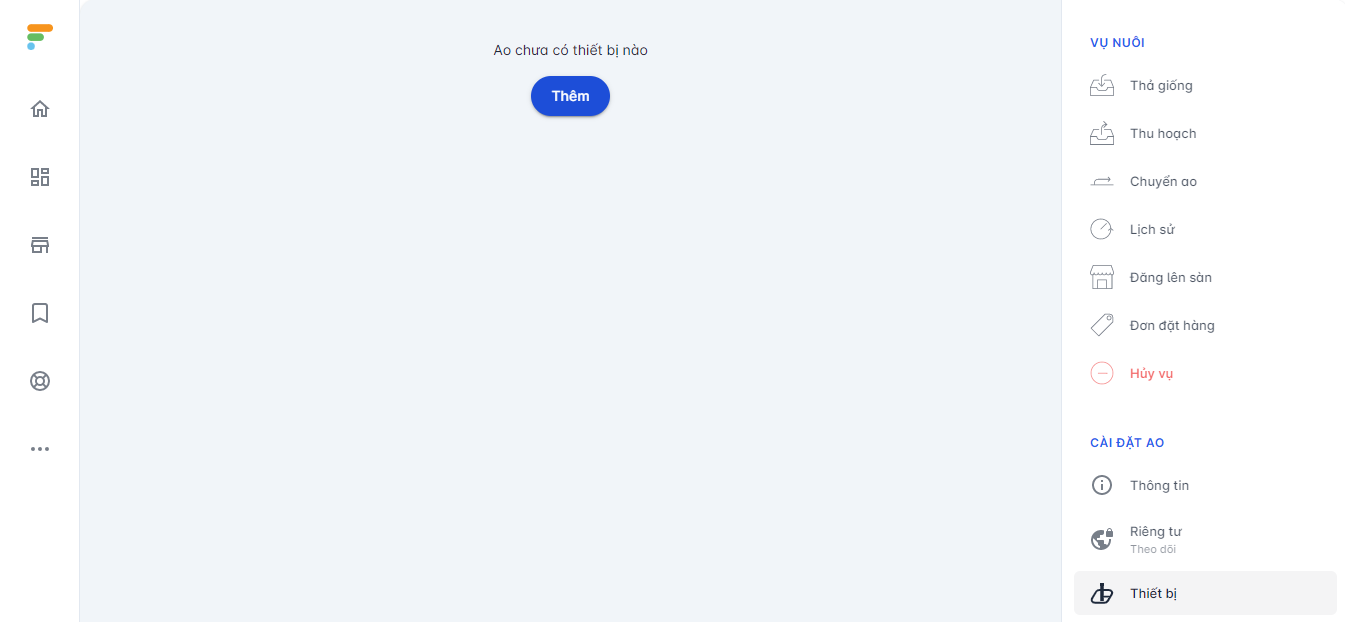 Ao chưa có thiết bị nào
Thêm
VỤ NUÔI
Thả giống
Thu hoạch
Chuyển ao
Lịch sử
Đăng lên sàn
Đơn đặt hàng
Hủy vụ
CÀI ĐẶT AO
Thông tin
Riêng tư
Theo dõi
Thiết bị